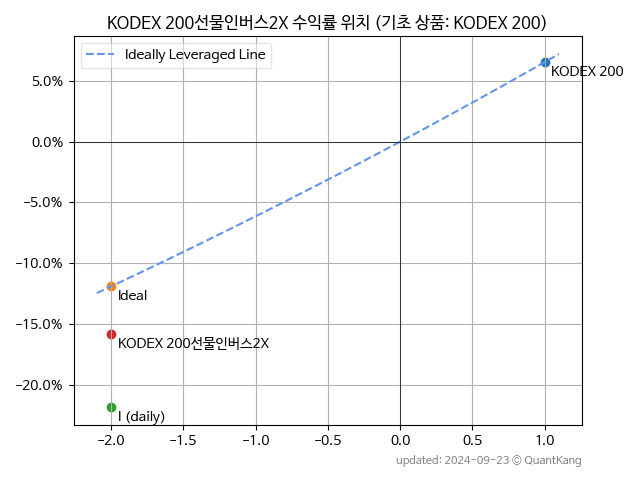 KODEX 200선물인버스2X 수익률 위치 (기초 상품: KODEX 200)
Ideally Leveraged Line
5.0%
0.0%
−5.0%
−10.0%
−15.0%
−20.0%
KODEX 200
Ideal
KODEX 200선물인버스2X
I (daily)
−2.0 −1.5 −1.0 −0.5 0.0 0.5 1.0
updated: 2024-09-23 © QuantKang